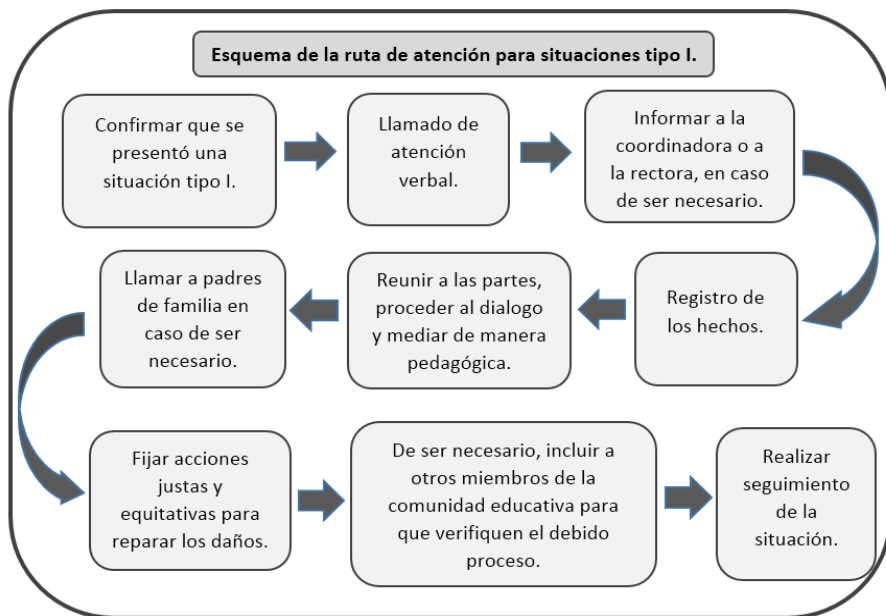 Esquema de la ruta de atención para situaciones tipo I.
Confirmar que se
presentó una
situación tipo I.
Llamado de
atención
verbal.
Informar a la
coordinadora o a
la rectora, en caso
de ser necesario.
Registro de
los hechos.
Reunir a las partes,
proceder al dialogo
y mediar de manera
pedagógica.
Llamar a padres
de familia en
caso de ser
necesario.
Fijar acciones
justas y
equitativas para
reparar los daños.
De ser necesario, incluir a
otros miembros de la
comunidad educativa para
que verifiquen el debido
proceso.
Realizar
seguimiento
de la
situación.